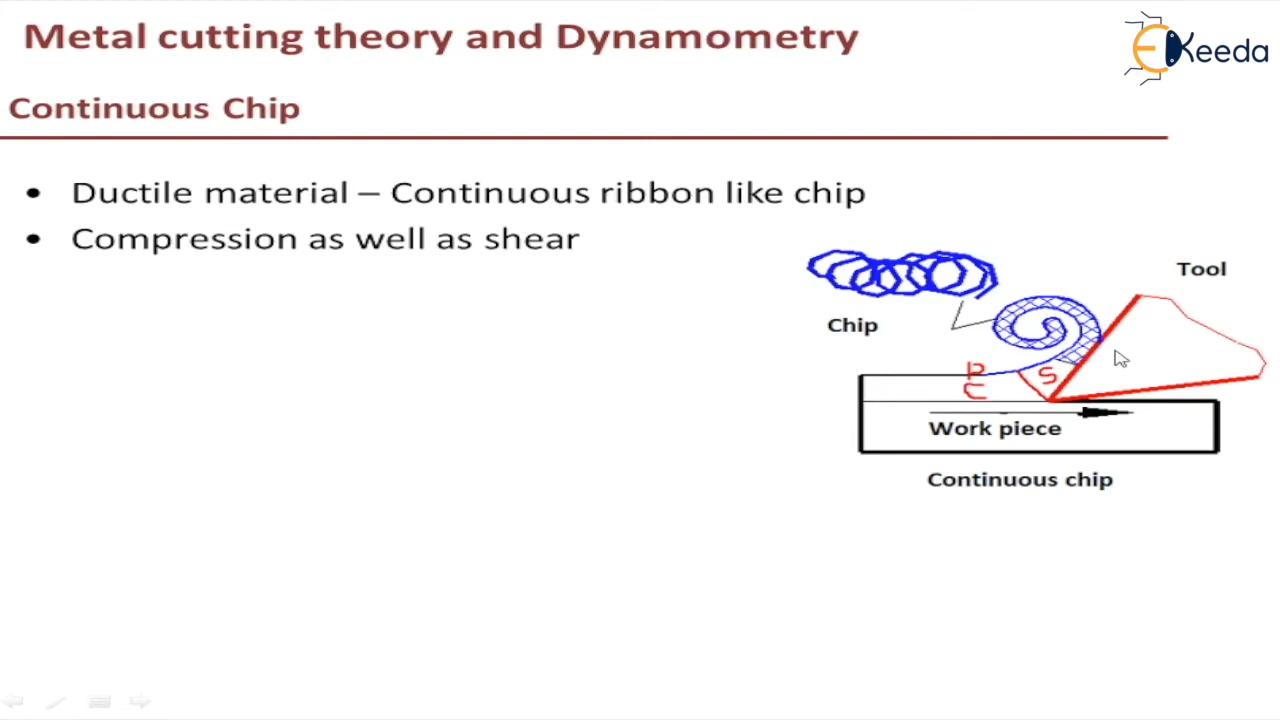 Metal cutting theory and Dynamometry
EKeeda
Continuous Chip
• Ductile material – Continuous ribbon like chip
• Compression as well as shear
Tool
Chip
P
S
C
Work piece
Continuous chip